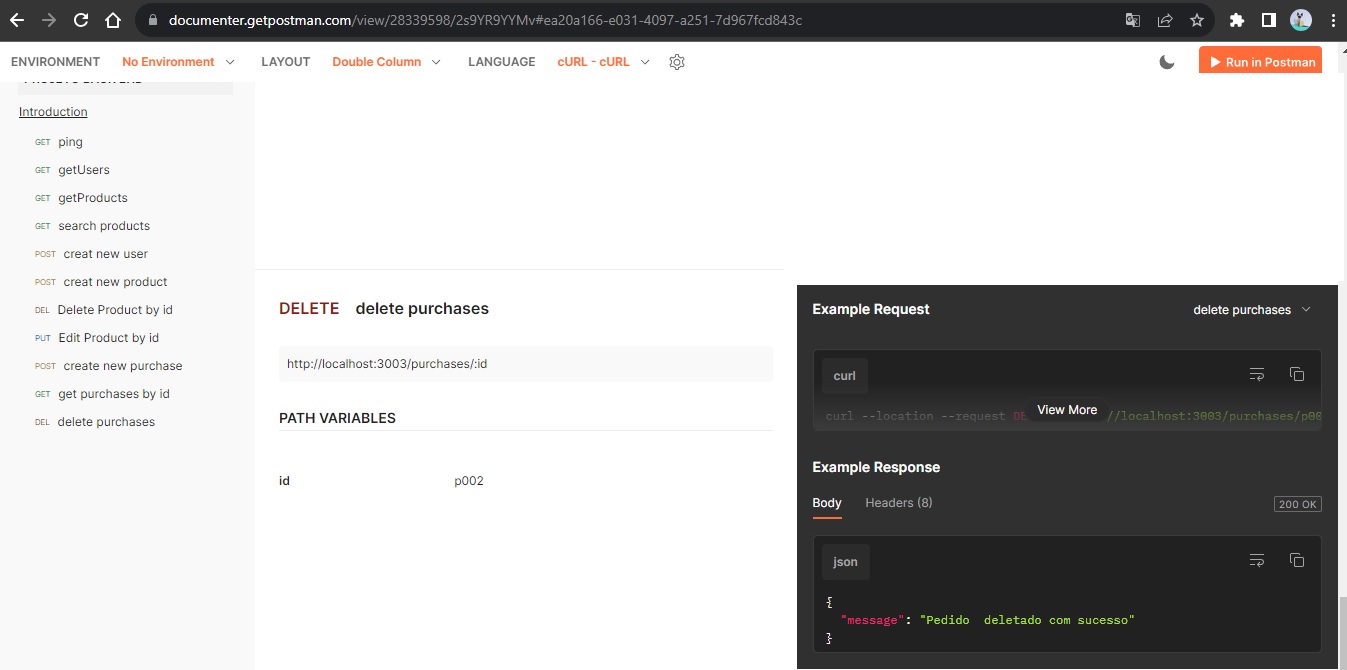 documenter.getpostman.com/view/28339598/2s9YR9YYMv#ea20a166-e031-4097-a251-7d967fcd843c
ENVIRONMENT No Environment LAYOUT Double Column LANGUAGE cURL - cURL Run in Postman
Introduction
GET ping
GET getUsers
GET getProducts
GET search products
POST creat new user
POST creat new product
DEL Delete Product by id
PUT Edit Product by id
POST create new purchase
GET get purchases by id
DEL delete purchases
DELETE delete purchases
http://localhost:3003/purchases/:id
PATH VARIABLES
id p002
Example Request delete purchases
curl
curl --location --request DE //localhost:3003/purchases/p00
View More
Example Response
Body Headers (8) 200 OK
json
{
"message": "Pedido  deletado com sucesso"
}